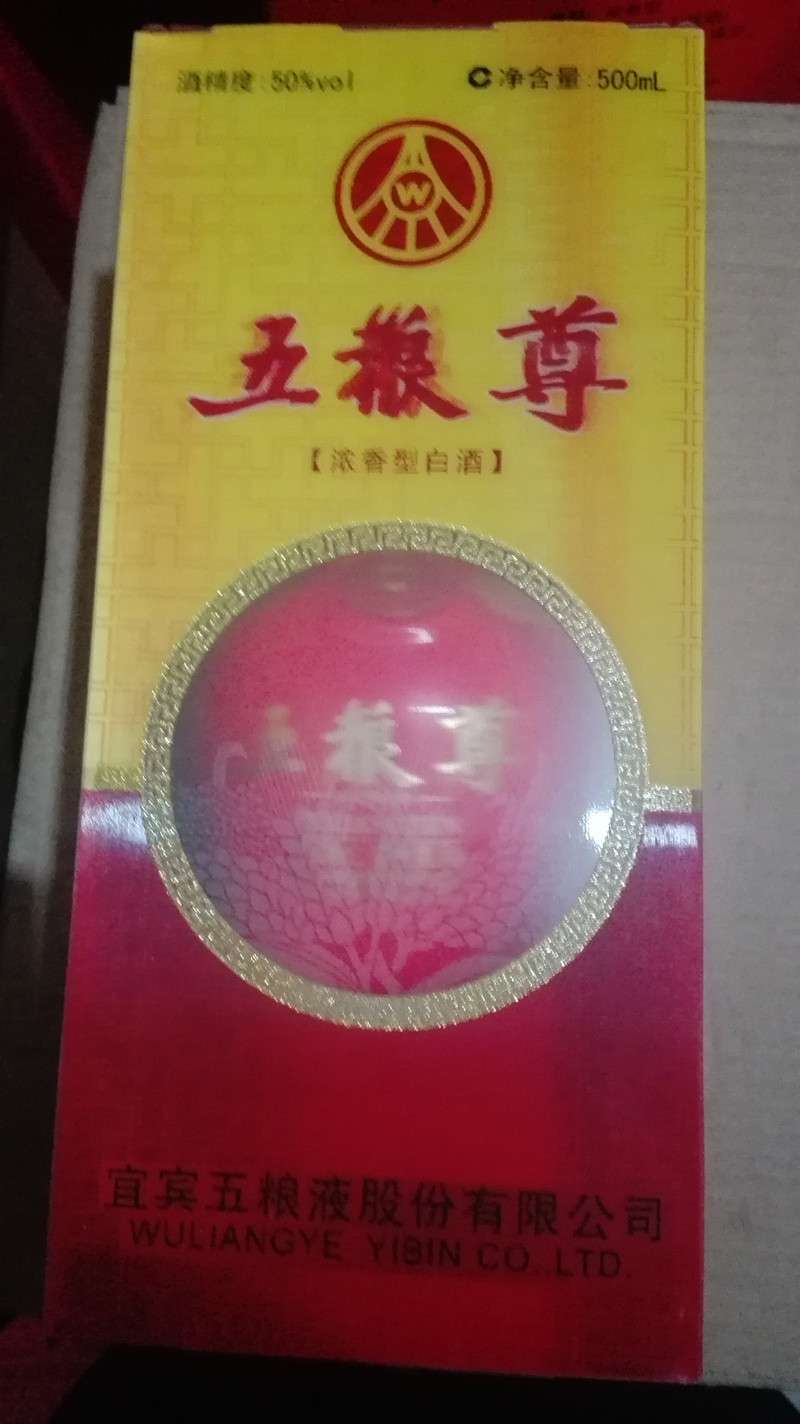 酒精度:50%vol
C 净含量:500mL
W
五粮尊
【浓香型白酒】
五粮尊
宜宾五粮液股份有限公司
WULIANGYE YIBIN CO.,LTD.